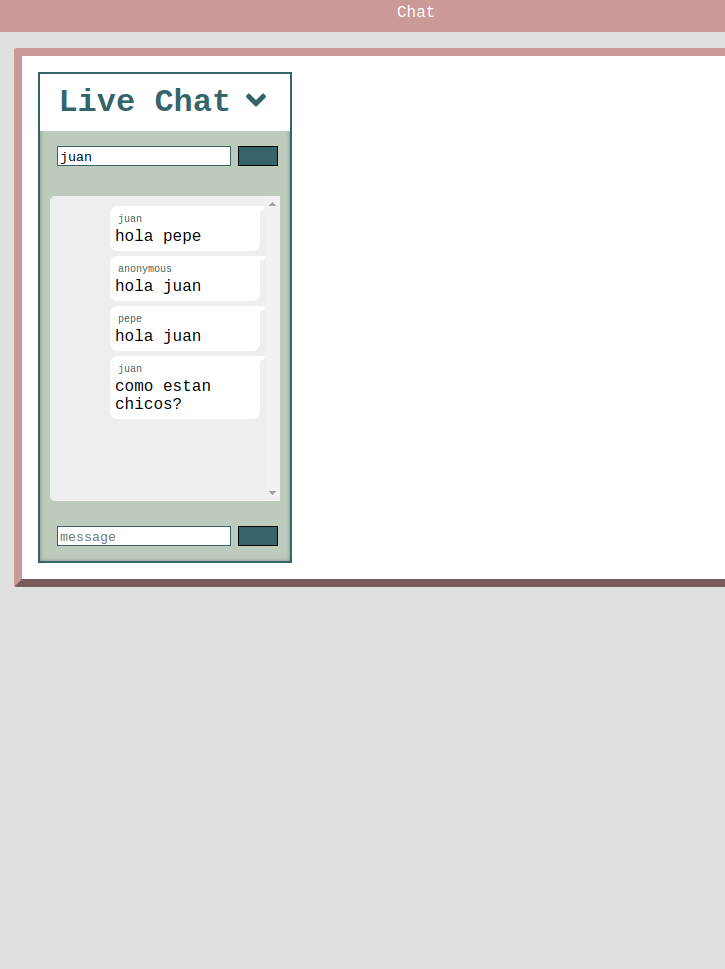 Chat
Live Chat
juan
juan
hola pepe
anonymous
hola juan
pepe
hola juan
juan
como estan
chicos?
message